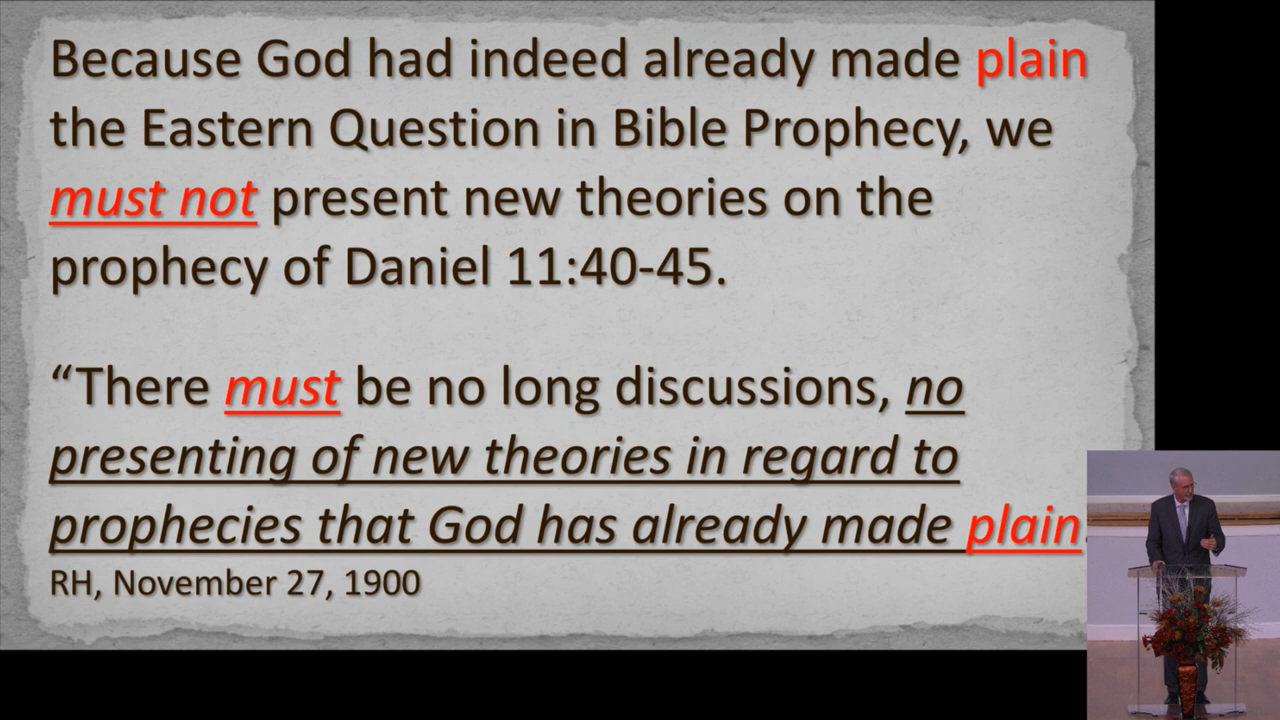 Because God had indeed already made plain
the Eastern Question in Bible Prophecy, we
must not present new theories on the
prophecy of Daniel 11:40-45.
“There must be no long discussions, no
presenting of new theories in regard to
prophecies that God has already made plain.
RH, November 27, 1900